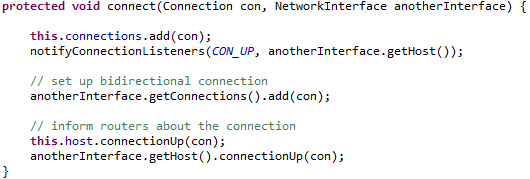 protected void connect(Connection con, NetworkInterface anotherInterface) {
this.connections.add(con);
notifyConnectionListeners(CON_UP, anotherInterface.getHost());
// set up bidirectional connection
anotherInterface.getConnections().add(con);
// inform routers about the connection
this.host.connectionUp(con);
anotherInterface.getHost().connectionUp(con);
}